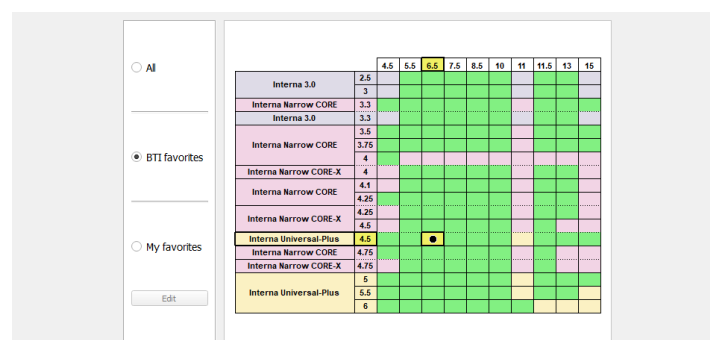 All
BTI favorites
My favorites
Edit
4.5 5.5 6.5 7.5 8.5 10 11 11.5 13 15
Interna 3.0 2.5
3
Interna Narrow CORE 3.3
Interna 3.0 3.3
3.5
Interna Narrow CORE 3.75
4
Interna Narrow CORE-X 4
Interna Narrow CORE 4.1
4.25
Interna Narrow CORE-X 4.25
4.5
Interna Universal-Plus 4.5
Interna Narrow CORE 4.75
Interna Narrow CORE-X 4.75
5
Interna Universal-Plus 5.5
6